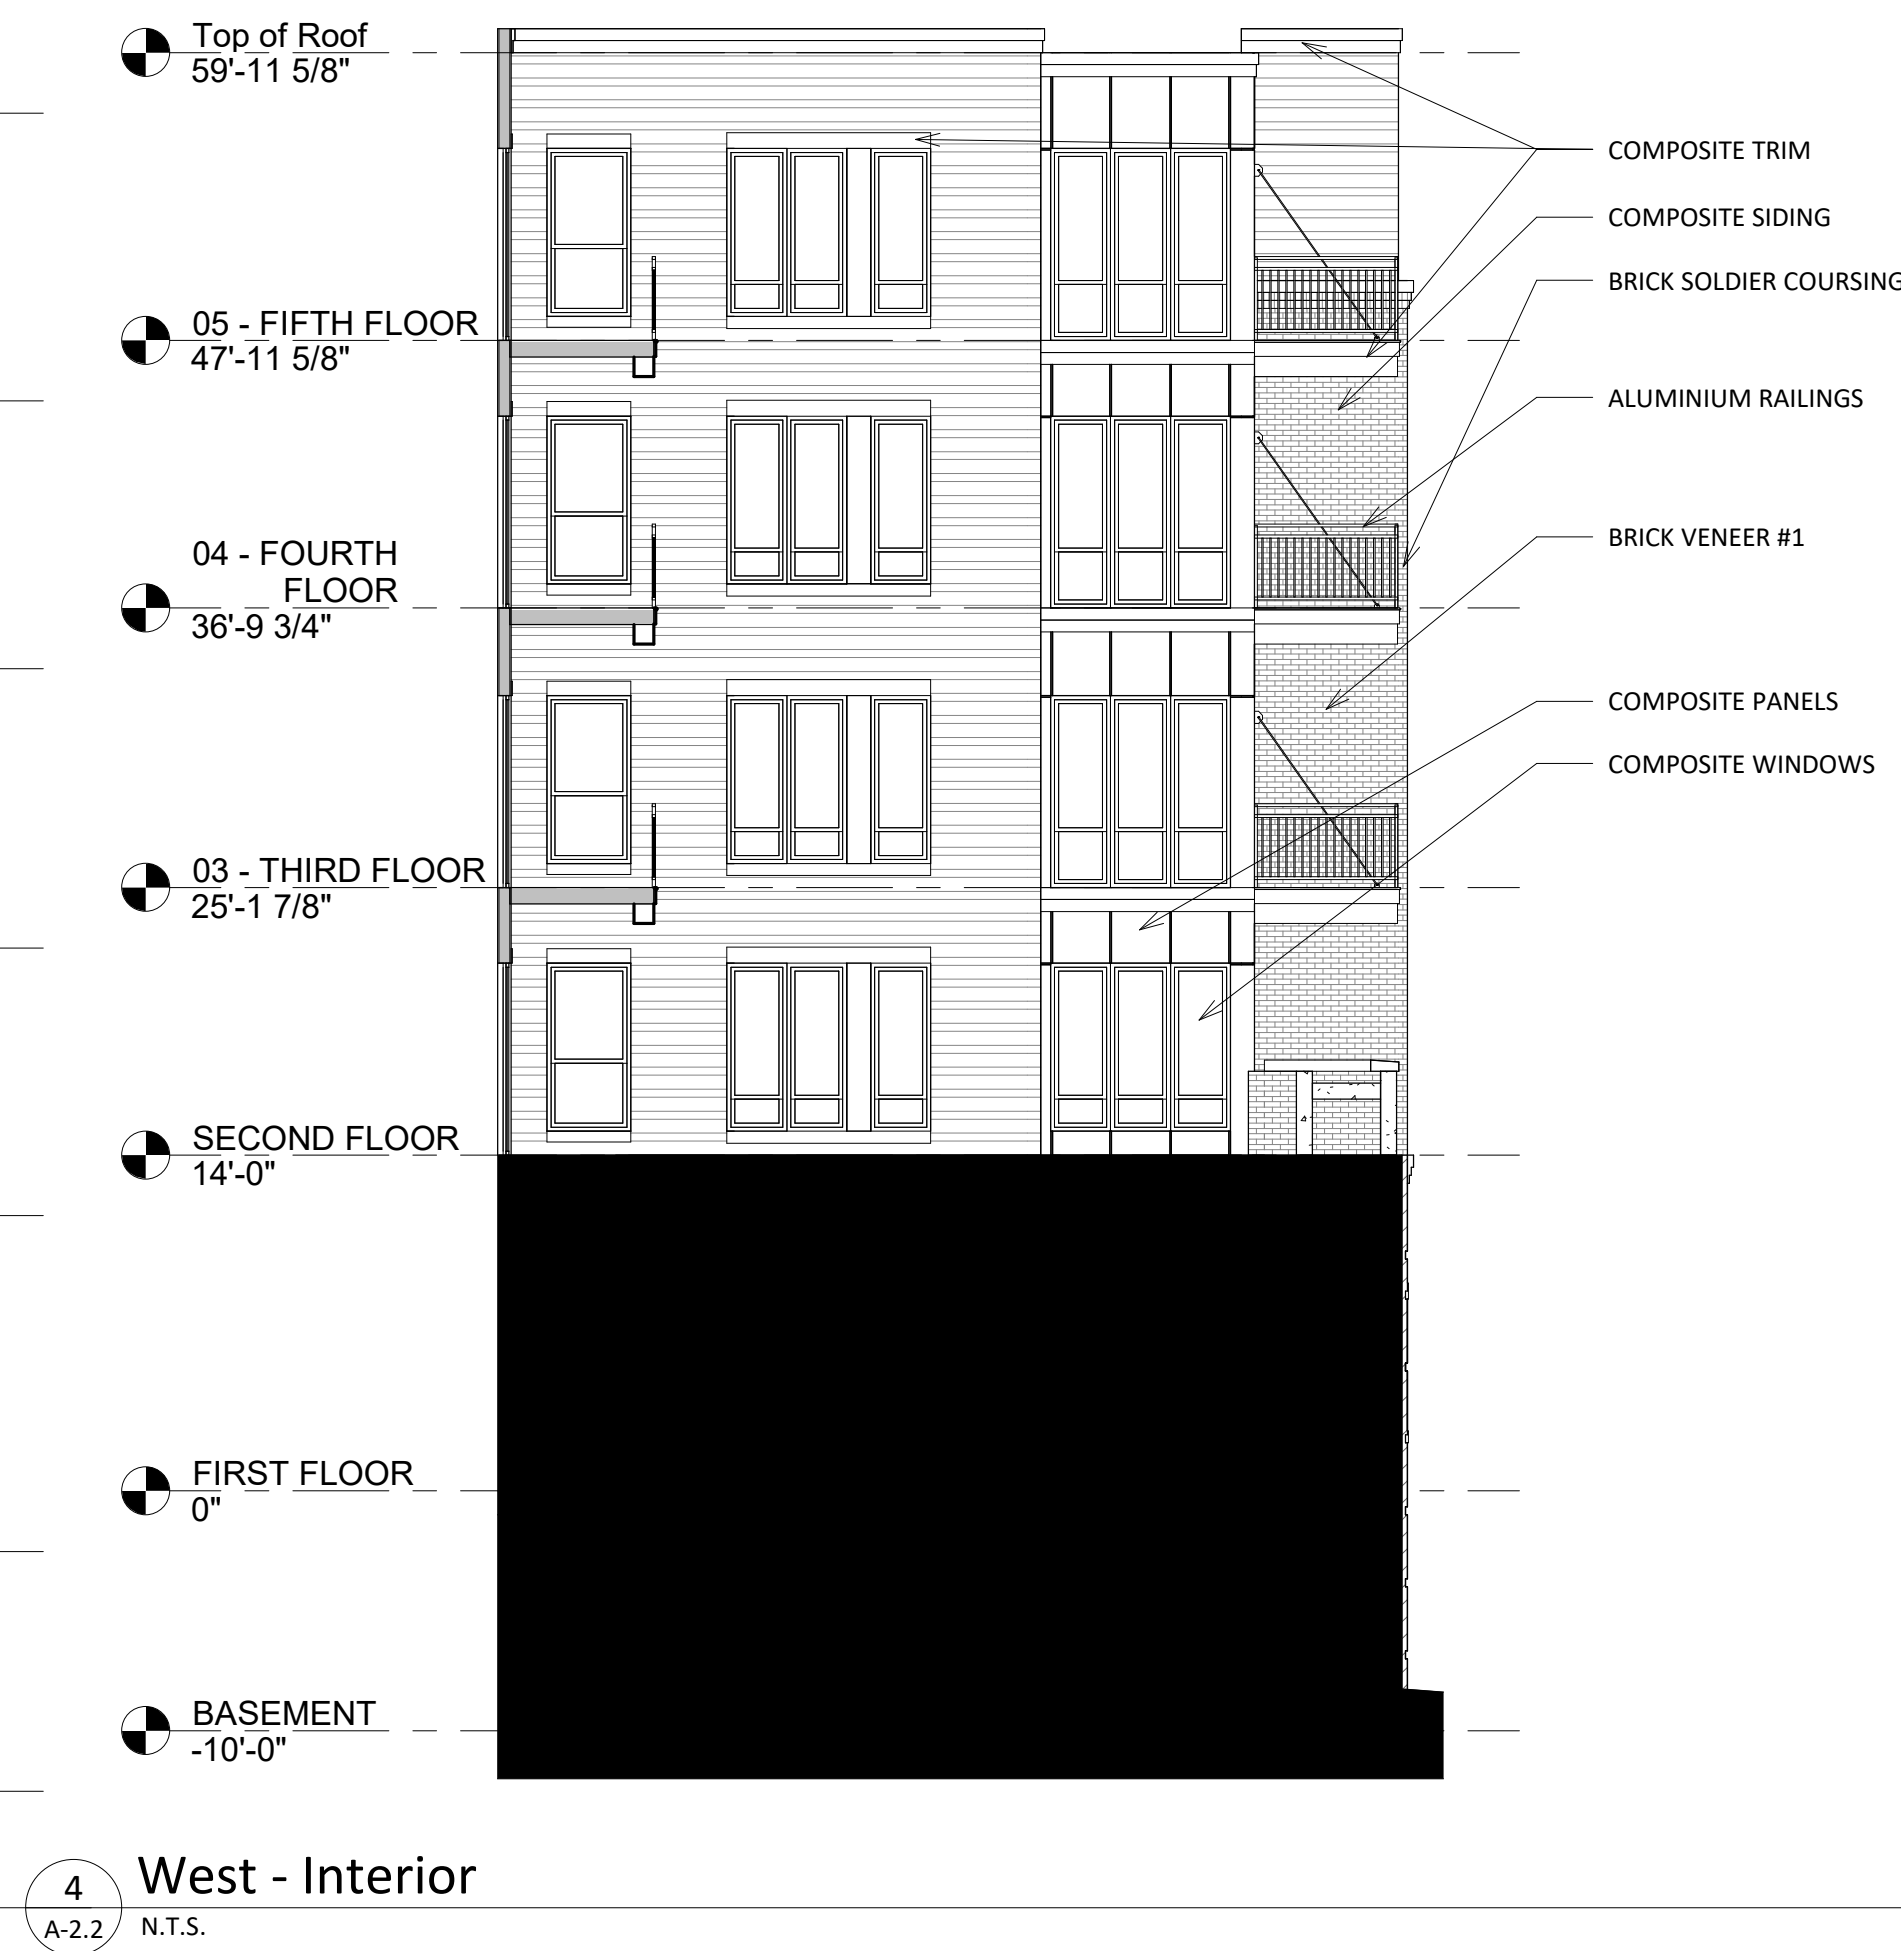 Top of Roof
59'-11 5/8"
COMPOSITE TRIM
COMPOSITE SIDING
BRICK SOLDIER COURSING
05 - FIFTH FLOOR
47'-11 5/8"
ALUMINIUM RAILINGS
BRICK VENEER #1
04 - FOURTH
FLOOR
36'-9 3/4"
COMPOSITE PANELS
COMPOSITE WINDOWS
03 - THIRD FLOOR
25'-1 7/8"
SECOND FLOOR
14'-0"
FIRST FLOOR
0"
BASEMENT
-10'-0"
4
West - Interior
A-2.2
N.T.S.